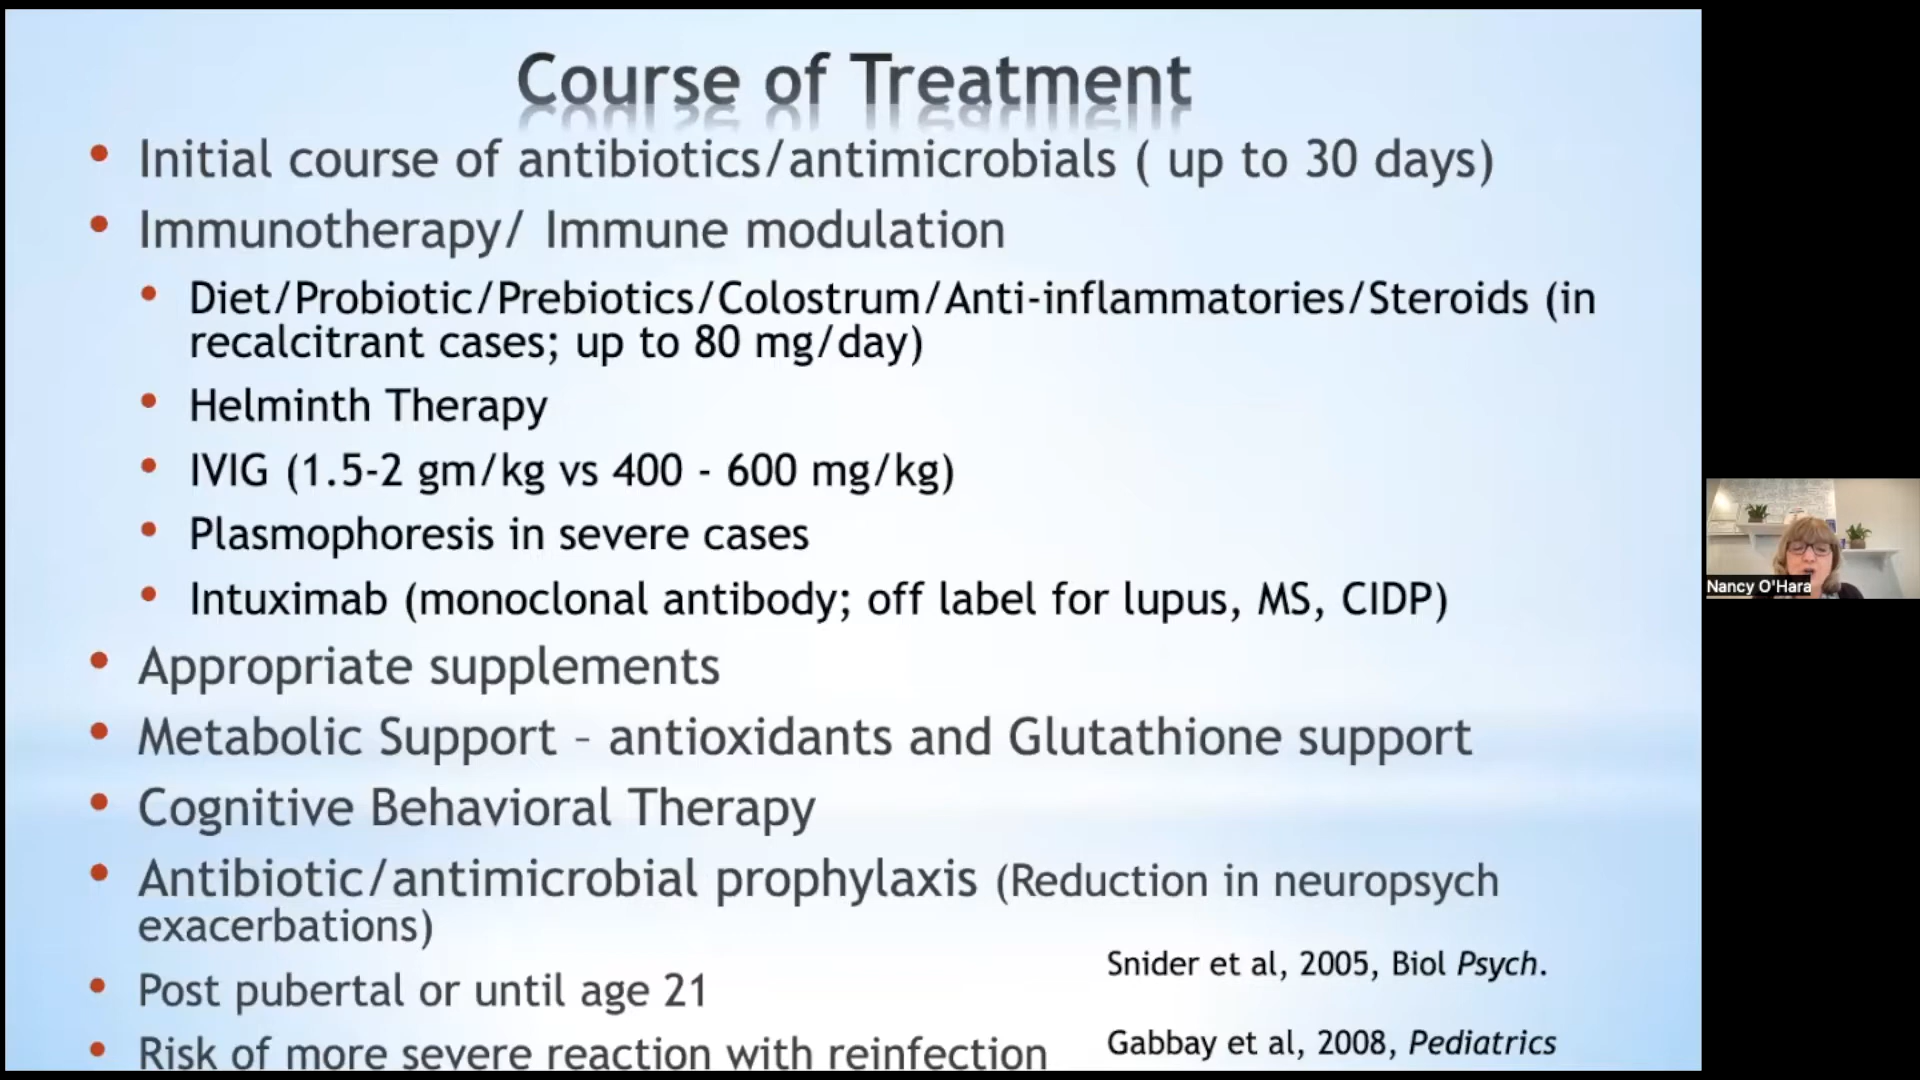 Course of Treatment
Initial course of antibiotics/antimicrobials ( up to 30 days)
Immunotherapy/ Immune modulation
Diet/Probiotic/Prebiotics/Colostrum/Anti-inflammatories/Steroids (in
recalcitrant cases; up to 80 mg/day)
Helminth Therapy
IVIG (1.5-2 gm/kg vs 400 - 600 mg/kg)
Plasmophoresis in severe cases
Intuximab (monoclonal antibody; off label for lupus, MS, CIDP)
Appropriate supplements
Metabolic Support – antioxidants and Glutathione support
Cognitive Behavioral Therapy
Antibiotic/antimicrobial prophylaxis (Reduction in neuropsych
exacerbations)
Post pubertal or until age 21
Risk of more severe reaction with reinfection
Snider et al, 2005, Biol Psych.
Gabbay et al, 2008, Pediatrics
Nancy O'Hara